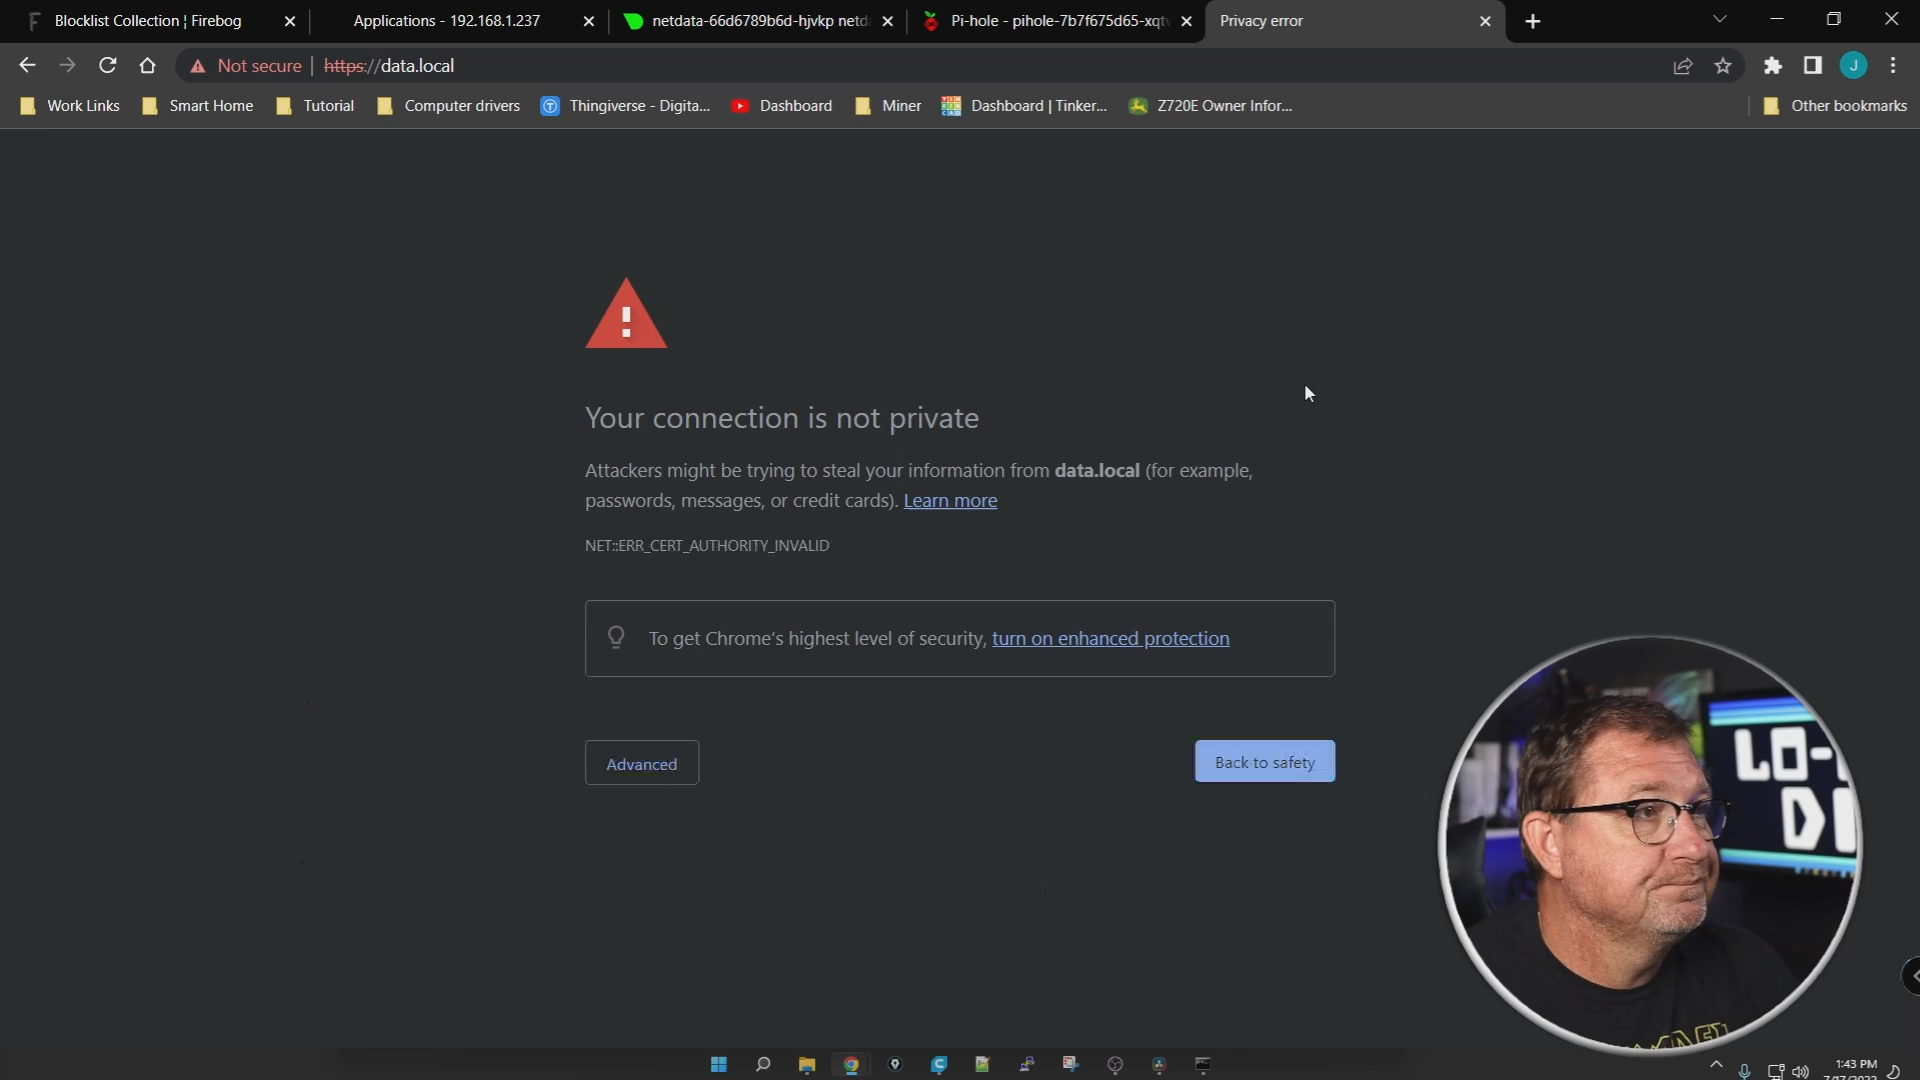 Blocklist Collection ¦ Firebog
Applications - 192.168.1.237
netdata-66d6789b6d-hjvkp netd
Pi-hole - pihole-7b7f675d65-xqtv
Privacy error
Not secure | https://data.local
J
Work Links
Smart Home
Tutorial
Computer drivers
Thingiverse - Digita...
Dashboard
Miner
Dashboard | Tinker...
Z720E Owner Infor...
Other bookmarks
Your connection is not private
Attackers might be trying to steal your information from data.local (for example,
passwords, messages, or credit cards). Learn more
NET::ERR_CERT_AUTHORITY_INVALID
To get Chrome's highest level of security, turn on enhanced protection
Advanced
Back to safety
LO-
DI
1:43 PM